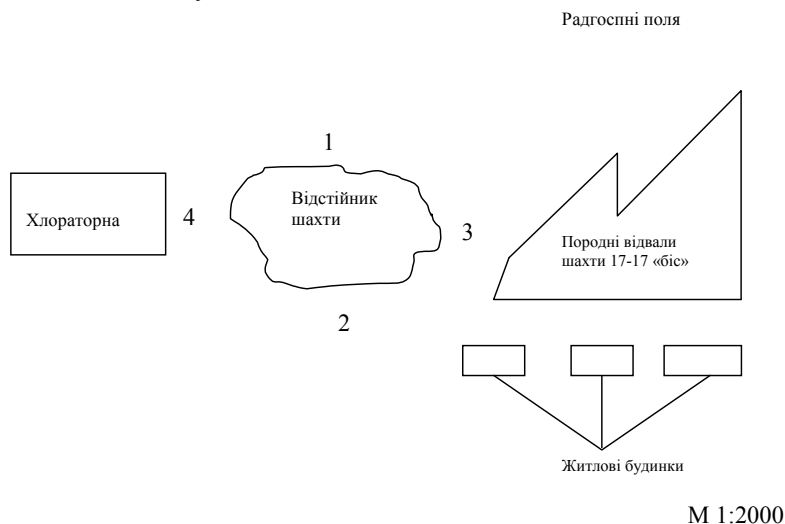 Радгоспні поля
1
Відстійник
шахти
Хлораторна
4
3
Породні відвали
шахти 17-17 «біс»
2
Житлові будинки
М 1:2000